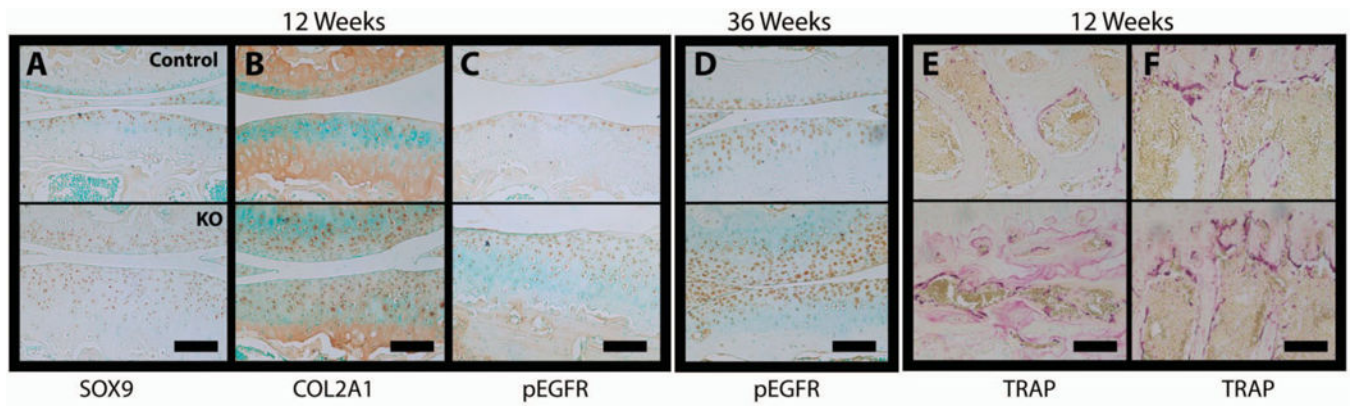 12 Weeks
36 Weeks
12 Weeks
A
Control
B
C
D
E
F
KO
SOX9
COL2A1
pEGFR
pEGFR
TRAP
TRAP